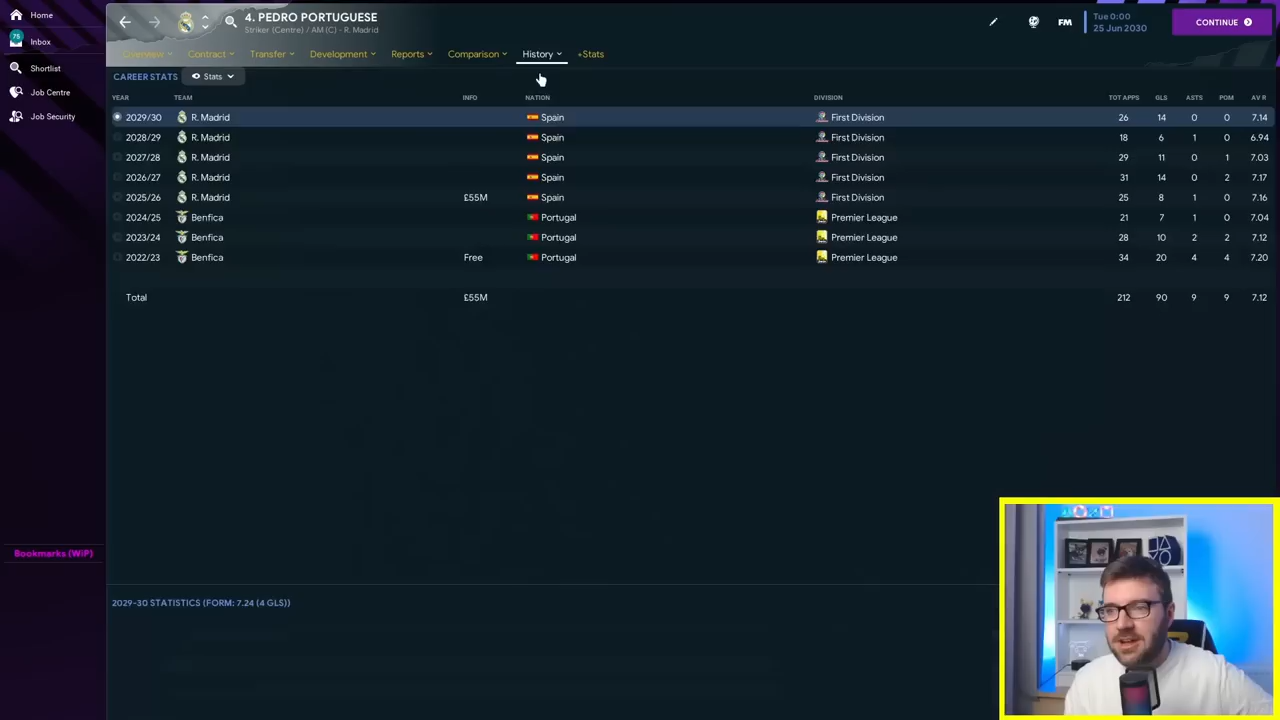 Home
4. PEDRO PORTUGUESE
Striker (Centre) / AM (C) - R. Madrid
FM
Tue 0:00
25 Jun 2030
CONTINUE
75
Inbox
Shortlist
Job Centre
Job Security
Overview
Contract
Transfer
Development
Reports
Comparison
History
+Stats
CAREER STATS
Stats
YEAR TEAM INFO NATION DIVISION TOT APPS GLS ASTS POM AV R
2029/30 R. Madrid Spain First Division 26 14 0 0 7.14
2028/29 R. Madrid Spain First Division 18 6 1 0 6.94
2027/28 R. Madrid Spain First Division 29 11 0 1 7.03
2026/27 R. Madrid Spain First Division 31 14 0 2 7.17
2025/26 R. Madrid £55M Spain First Division 25 8 1 0 7.16
2024/25 Benfica Portugal Premier League 21 7 1 0 7.04
2023/24 Benfica Portugal Premier League 28 10 2 2 7.12
2022/23 Benfica Free Portugal Premier League 34 20 4 4 7.20
Total £55M 212 90 9 9 7.12
Bookmarks (WiP)
2029-30 STATISTICS (FORM: 7.24 (4 GLS))